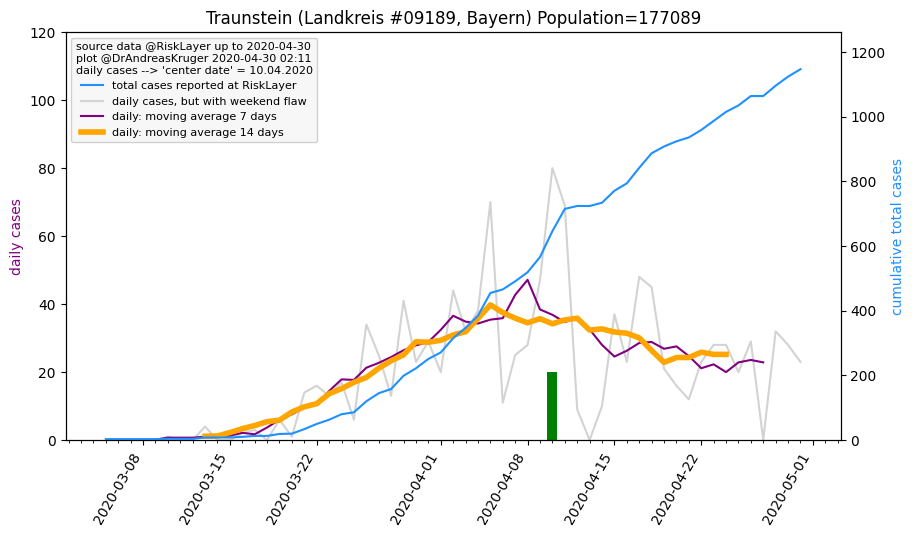 Traunstein (Landkreis #09189, Bayern) Population=177089
source data @RiskLayer up to 2020-04-30
plot @DrAndreasKruger 2020-04-30 02:11
daily cases --> 'center date' = 10.04.2020
total cases reported at RiskLayer
daily cases, but with weekend flaw
daily: moving average 7 days
daily: moving average 14 days
daily cases
120
100
80
60
40
20
0
1200
1000
800
600
400
200
0
cumulative total cases
2020-03-08
2020-03-15
2020-03-22
2020-04-01
2020-04-08
2020-04-15
2020-04-22
2020-05-01